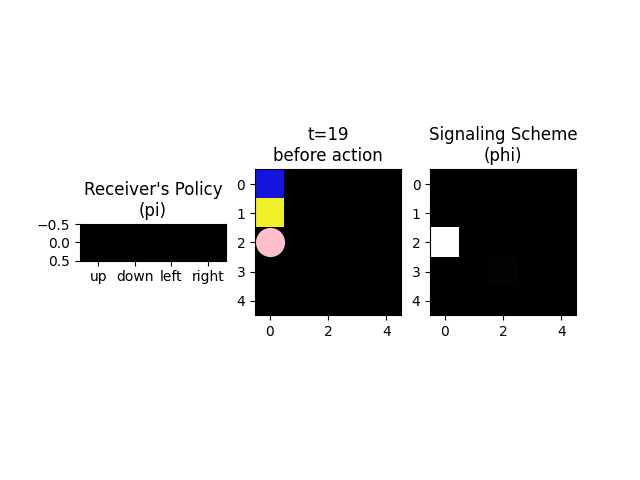 Receiver's Policy
(pi)
−0.5
0.0
0.5
up down left right
t=19
before action
0
1
2
3
4
0 2 4
Signaling Scheme
(phi)
0
1
2
3
4
0 2 4